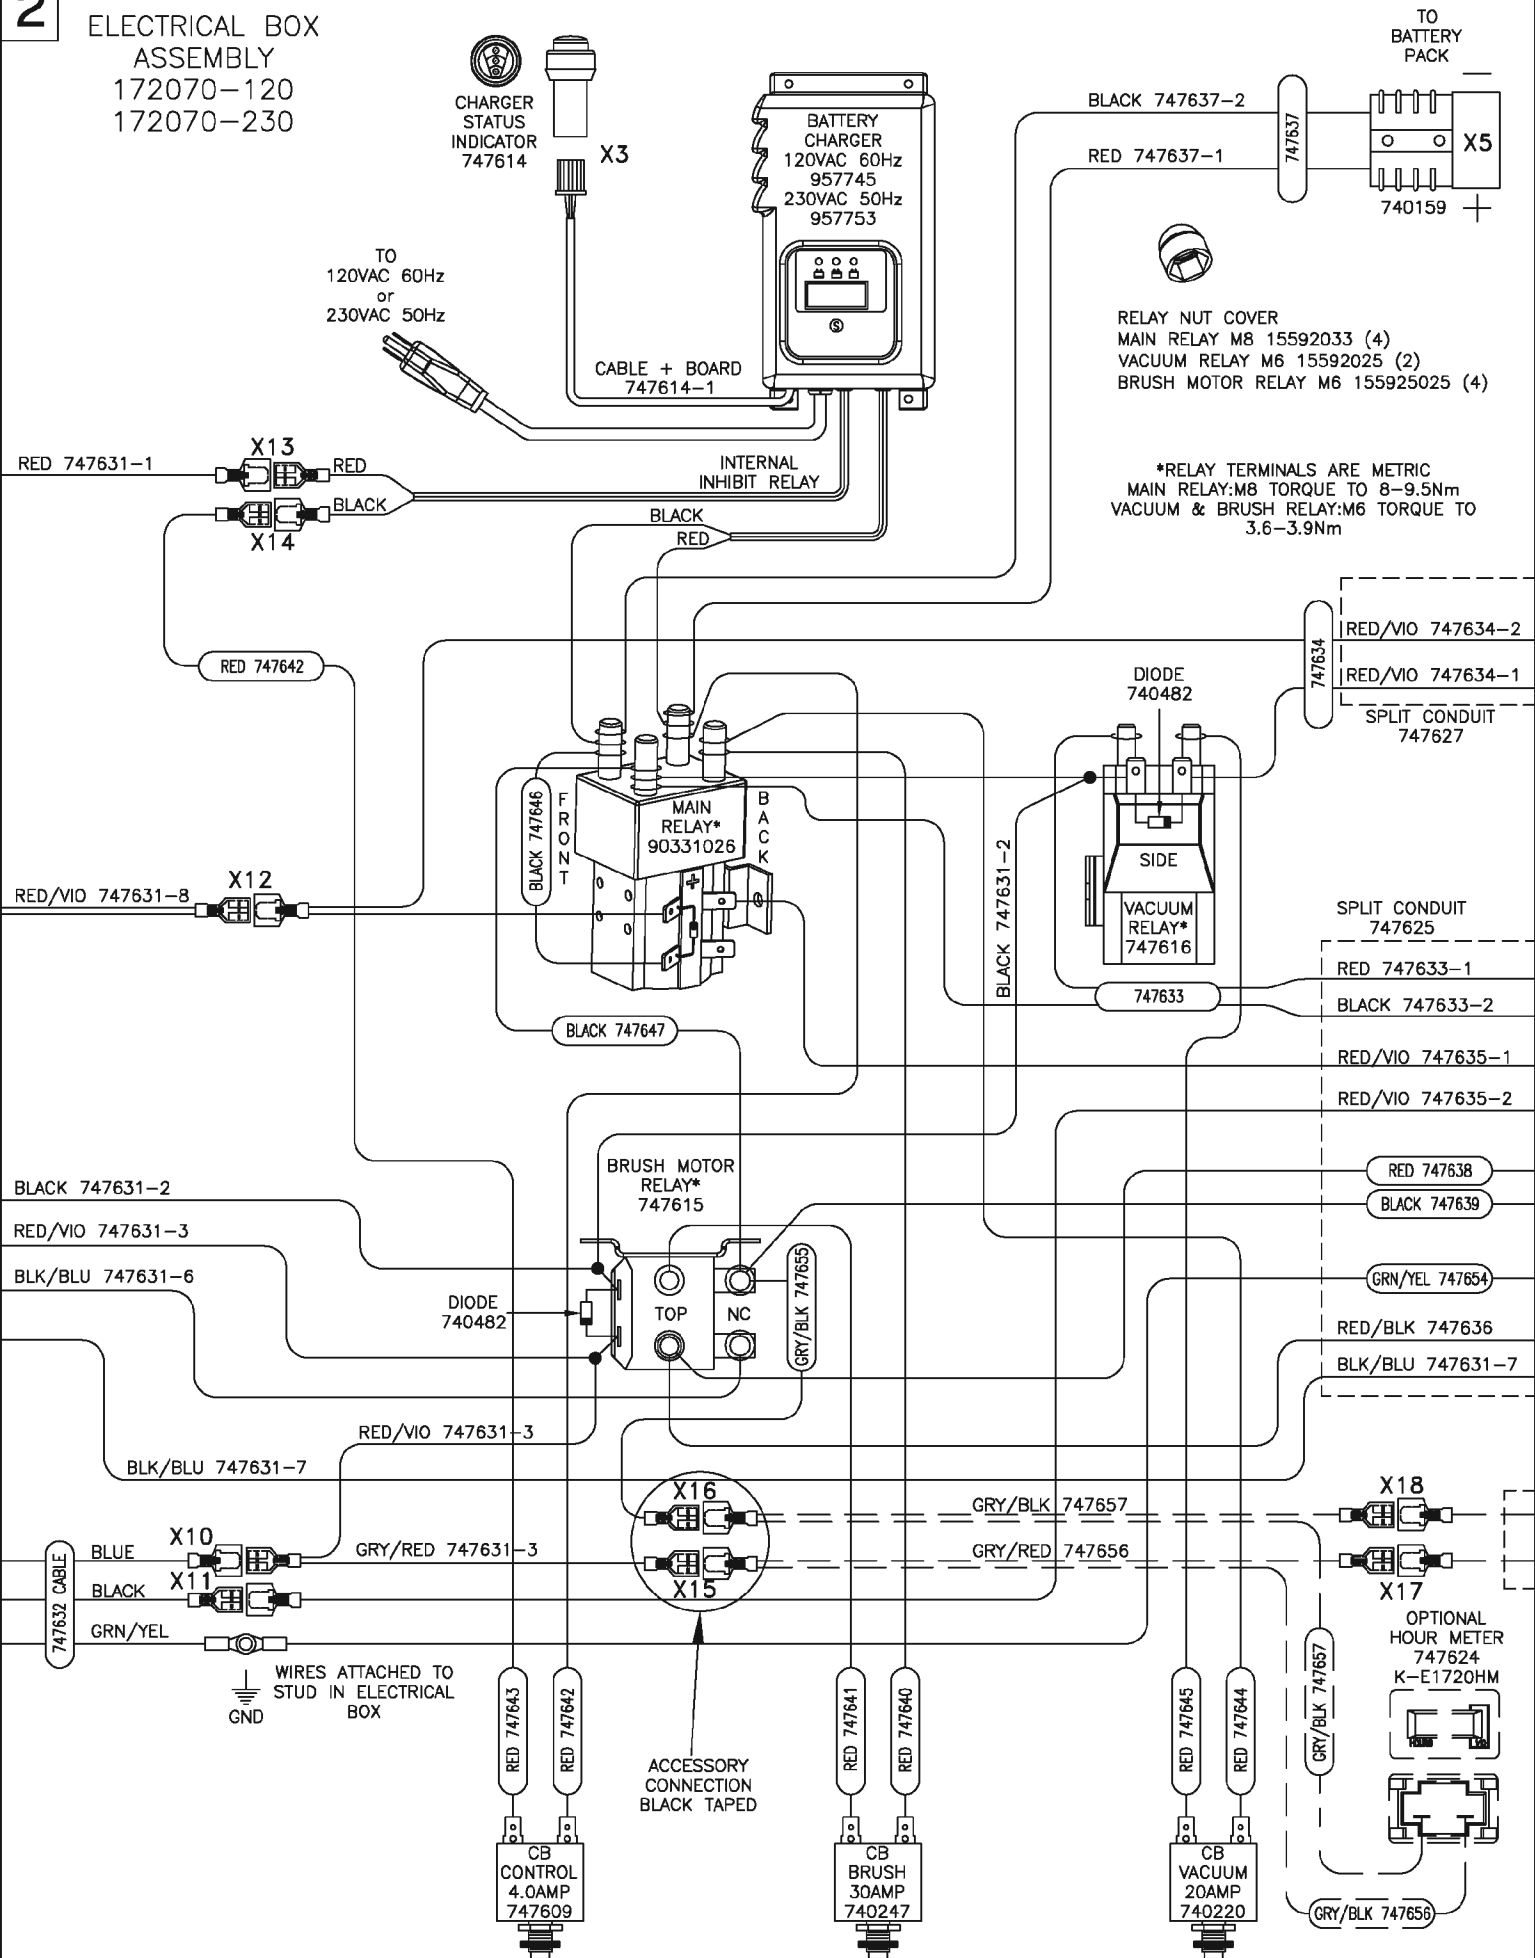 2
ELECTRICAL BOX
ASSEMBLY
172070-120
172070-230
CHARGER
STATUS
INDICATOR
747614
X3
BATTERY
CHARGER
120VAC 60Hz
957745
230VAC 50Hz
957753
S
TO
BATTERY
PACK
BLACK 747637-2
RED 747637-1
747637
X5
740159
TO
120VAC 60Hz
or
230VAC 50Hz
CABLE + BOARD
747614-1
RELAY NUT COVER
MAIN RELAY M8 15592033 (4)
VACUUM RELAY M6 15592025 (2)
BRUSH MOTOR RELAY M6 155925025 (4)
*RELAY TERMINALS ARE METRIC
MAIN RELAY:M8 TORQUE TO 8-9.5Nm
VACUUM & BRUSH RELAY:M6 TORQUE TO
3.6-3.9Nm
RED 747631-1
X13
RED
BLACK
X14
INTERNAL
INHIBIT RELAY
BLACK
RED
RED 747642
747634
RED/VIO 747634-2
RED/VIO 747634-1
SPLIT CONDUIT
747627
DIODE
740482
BLACK 747646
FRONT
MAIN
RELAY*
90331026
BACK
+
SIDE
VACUUM
RELAY*
747616
BLACK 747631-2
RED/VIO 747631-8
X12
SPLIT CONDUIT
747625
747633
RED 747633-1
BLACK 747633-2
BLACK 747647
RED/VIO 747635-1
RED/VIO 747635-2
BRUSH MOTOR
RELAY*
747615
RED 747638
BLACK 747639
BLACK 747631-2
RED/VIO 747631-3
BLK/BLU 747631-6
DIODE
740482
TOP
NC
GRY/BLK 747655
GRN/YEL 747654
RED/BLK 747636
BLK/BLU 747631-7
RED/VIO 747631-3
BLK/BLU 747631-7
X16
GRY/BLK 747657
X18
747632 CABLE
BLUE
X10
GRY/RED 747631-3
X15
GRY/RED 747656
X17
BLACK
X11
GRN/YEL
GND
WIRES ATTACHED TO
STUD IN ELECTRICAL
BOX
ACCESSORY
CONNECTION
BLACK TAPED
OPTIONAL
HOUR METER
747624
K-E1720HM
GRY/BLK 747657
GRY/BLK 747656
RED 747643
RED 747642
RED 747641
RED 747640
RED 747645
RED 747644
CB
CONTROL
4.0AMP
747609
CB
BRUSH
30AMP
740247
CB
VACUUM
20AMP
740220